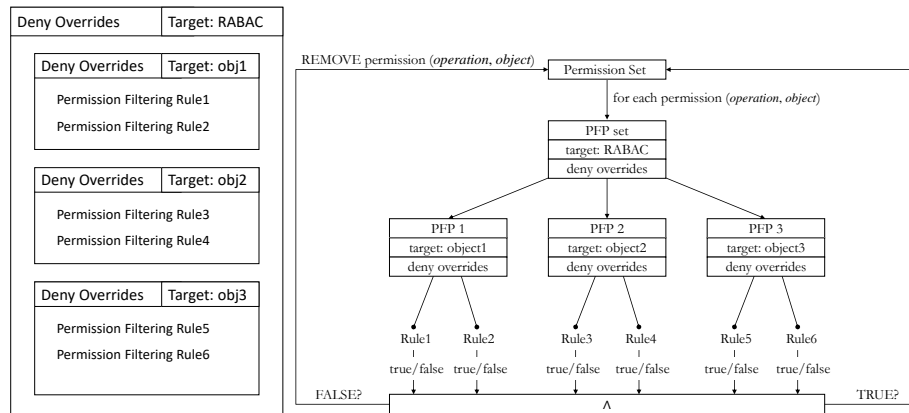 Deny Overrides Target: RABAC
Deny Overrides Target: obj1
Permission Filtering Rule1
Permission Filtering Rule2
Deny Overrides Target: obj2
Permission Filtering Rule3
Permission Filtering Rule4
Deny Overrides Target: obj3
Permission Filtering Rule5
Permission Filtering Rule6
REMOVE permission (operation, object)
Permission Set
for each permission (operation, object)
PFP set
target: RABAC
deny overrides
PFP 1 PFP 2 PFP 3
target: object1 target: object2 target: object3
deny overrides deny overrides deny overrides
Rule1 Rule2 Rule3 Rule4 Rule5 Rule6
true/false true/false true/false true/false true/false true/false
FALSE? TRUE?
∧